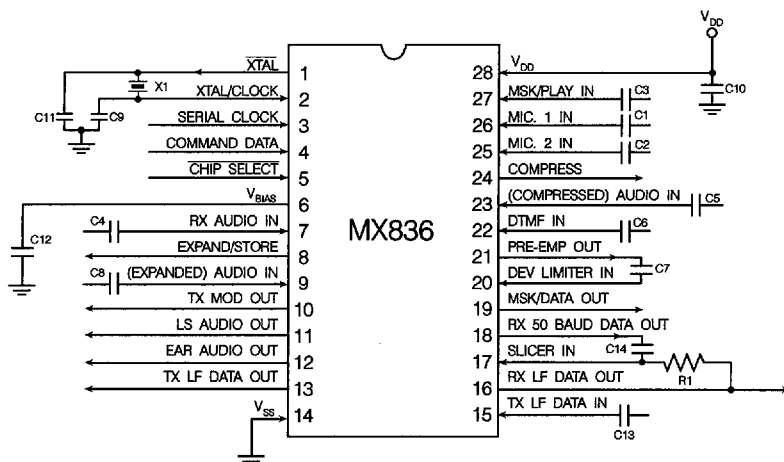 V_DD
XTAL
1
28
V_DD
X1
XTAL/CLOCK
2
27
MSK/PLAY IN
C3
C10
C11
C9
SERIAL CLOCK
3
26
MIC. 1 IN
C1
COMMAND DATA
4
25
MIC. 2 IN
C2
CHIP SELECT
5
24
COMPRESS
V_BIAS
6
23
(COMPRESSED) AUDIO IN
C5
C4
RX AUDIO IN
7
MX836
22
DTMF IN
C6
C12
EXPAND/STORE
8
21
PRE-EMP OUT
C8
(EXPANDED) AUDIO IN
9
20
DEV LIMITER IN
C7
TX MOD OUT
10
19
MSK/DATA OUT
LS AUDIO OUT
11
18
RX 50 BAUD DATA OUT
C14
EAR AUDIO OUT
12
17
SLICER IN
R1
TX LF DATA OUT
13
16
RX LF DATA OUT
V_SS
14
15
TX LF DATA IN
C13